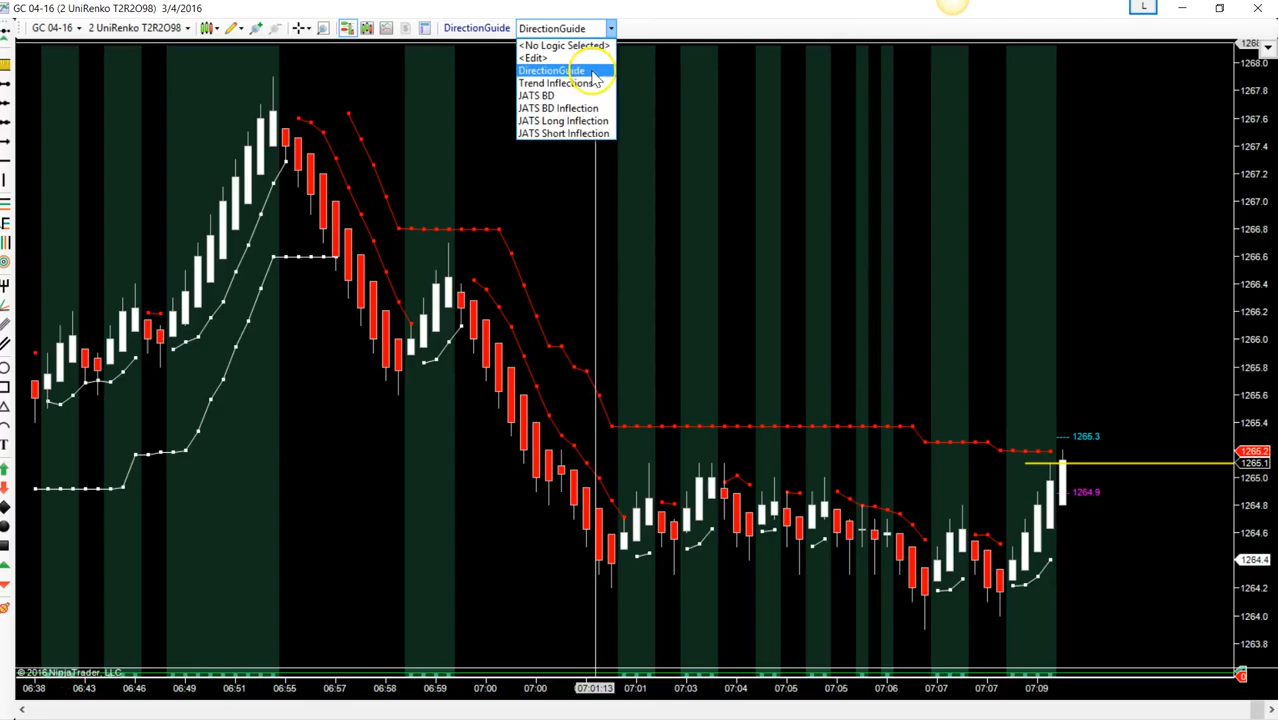 GC 04-16 (2 UniRenko T2R2O98)  3/4/2016
L
GC 04-16
2 UniRenko T2R2O98
DirectionGuide
DirectionGuide
<No Logic Selected>
<Edit>
DirectionGuide
Trend Inflections
JATS BD
JATS BD Inflection
JATS Long Inflection
JATS Short Inflection
1268.0
1267.8
1267.6
1267.4
1267.2
1267.0
1266.8
1266.6
1266.4
1266.2
1266.0
1265.8
1265.6
1265.4
1265.3
1265.2
1265.1
1265.0
1264.9
1264.8
1264.6
1264.4
1264.2
1264.0
1263.8
T
E
© 2016 NinjaTrader, LLC
0
06:38 06:43 06:46 06:49 06:51 06:55 06:57 06:58 06:59 07:00 07:00 07:01:13 07:01 07:03 07:04 07:05 07:05 07:06 07:07 07:07 07:09